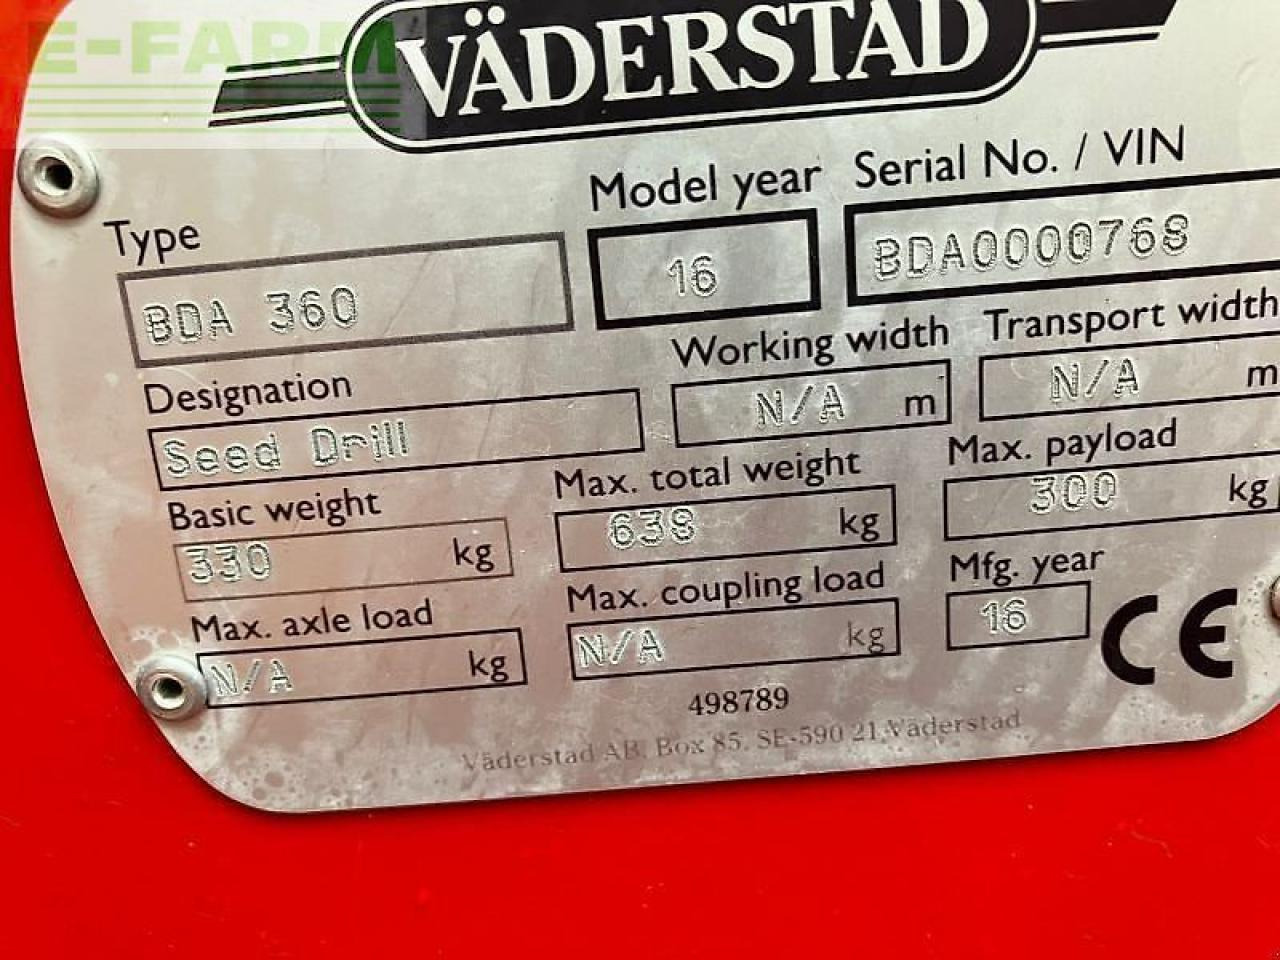 E-FARM
VÄDERSTAD
Type Model year Serial No. / VIN
BDA 360 16 BDA0000768
Designation Working width Transport width
Seed Drill N/A m N/A m
Basic weight Max. total weight Max. payload
330 kg 638 kg 300 kg
Max. axle load Max. coupling load Mfg. year
N/A kg N/A kg 16 CE
498789
Väderstad AB, Box 85, SE-590 21 Väderstad